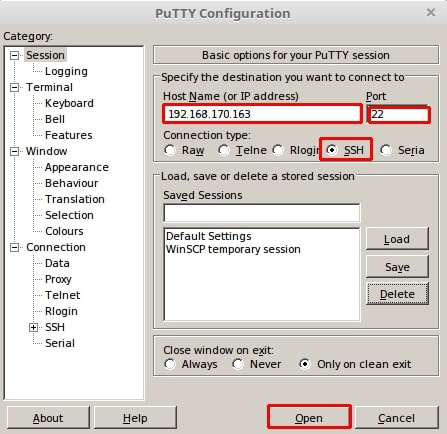 PuTTY Configuration
Category:
Session
Logging
Terminal
Keyboard
Bell
Features
Window
Appearance
Behaviour
Translation
Selection
Colours
Connection
Data
Proxy
Telnet
Rlogin
SSH
Serial
Basic options for your PuTTY session
Specify the destination you want to connect to
Host Name (or IP address) Port
192.168.170.163 22
Connection type:
Raw Telne Rlogin SSH Seria
Load, save or delete a stored session
Saved Sessions
Default Settings
WinSCP temporary session
Load
Save
Delete
Close window on exit:
Always Never Only on clean exit
About Help Open Cancel